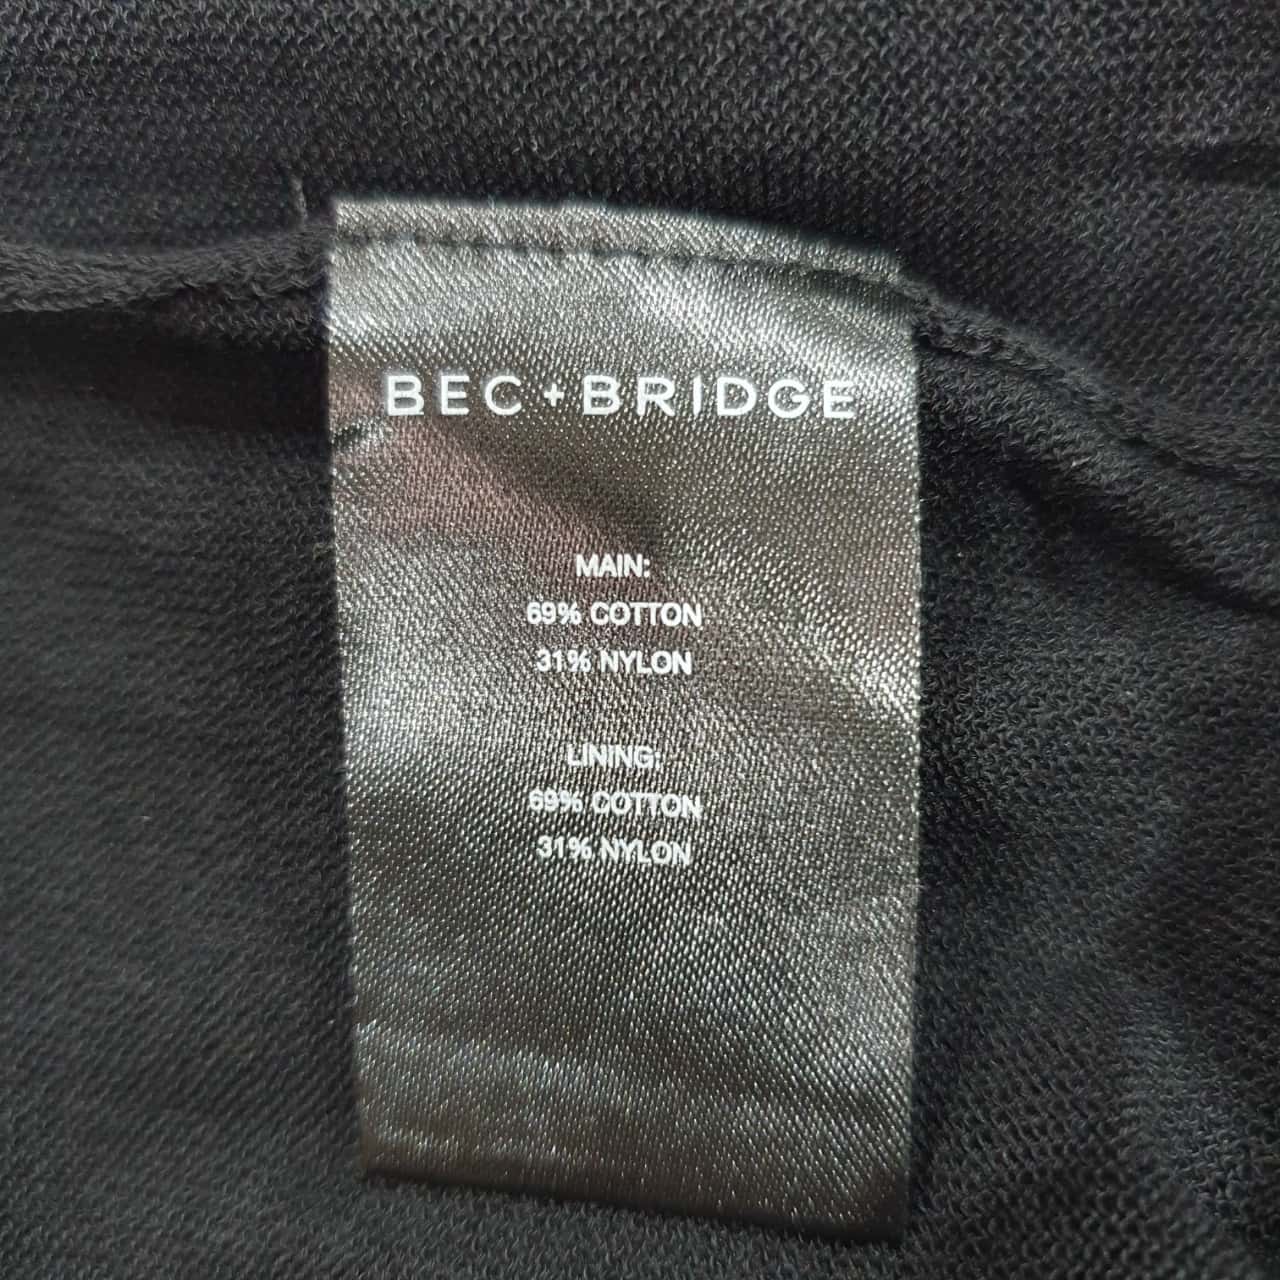 BEC + BRIDGE
MAIN:
69% COTTON
31% NYLON
LINING:
69% COTTON
31% NYLON